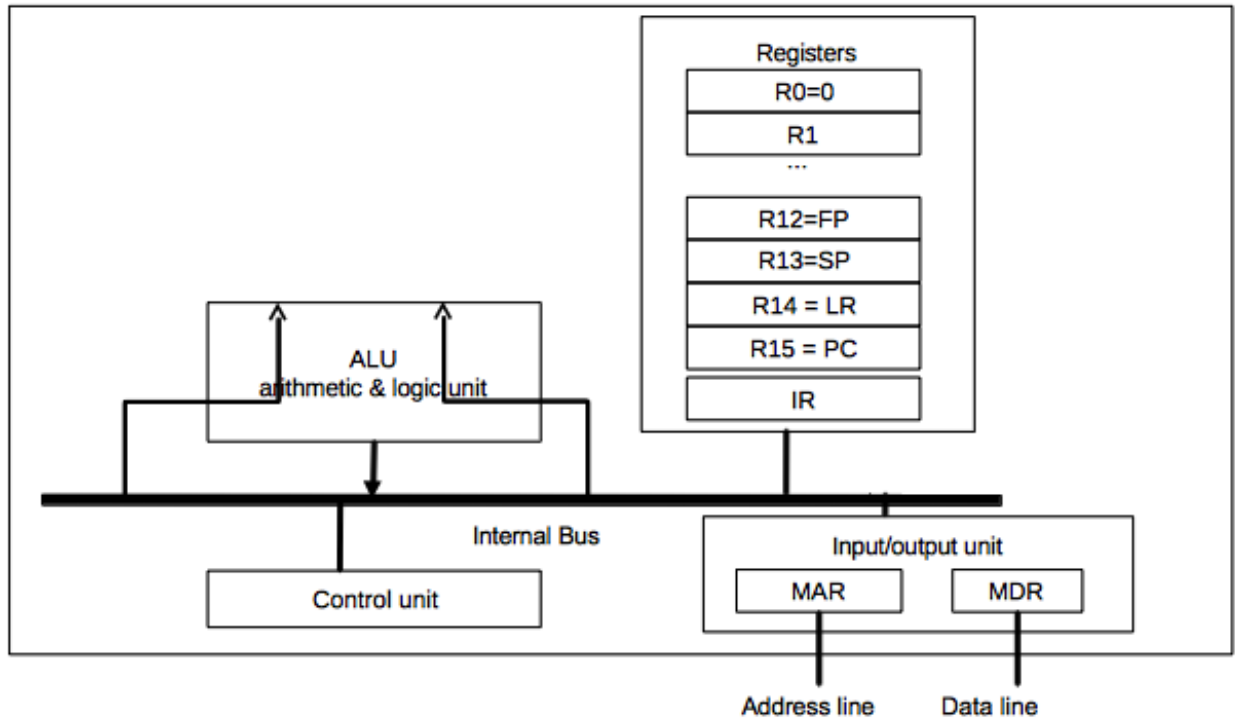 Registers
R0=0
R1
...
R12=FP
R13=SP
R14 = LR
R15 = PC
IR
ALU
arithmetic & logic unit
Internal Bus
Control unit
Input/output unit
MAR
MDR
Address line
Data line